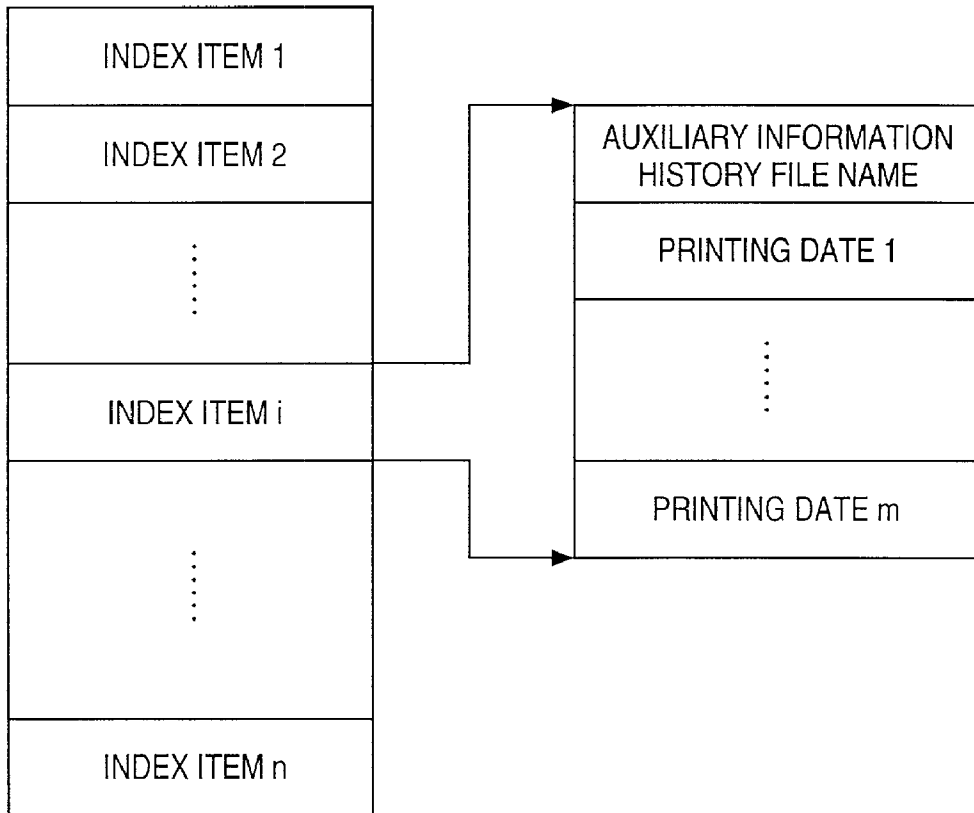 INDEX ITEM 1
INDEX ITEM 2
INDEX ITEM i
INDEX ITEM n
AUXILIARY INFORMATION
HISTORY FILE NAME
PRINTING DATE 1
PRINTING DATE m